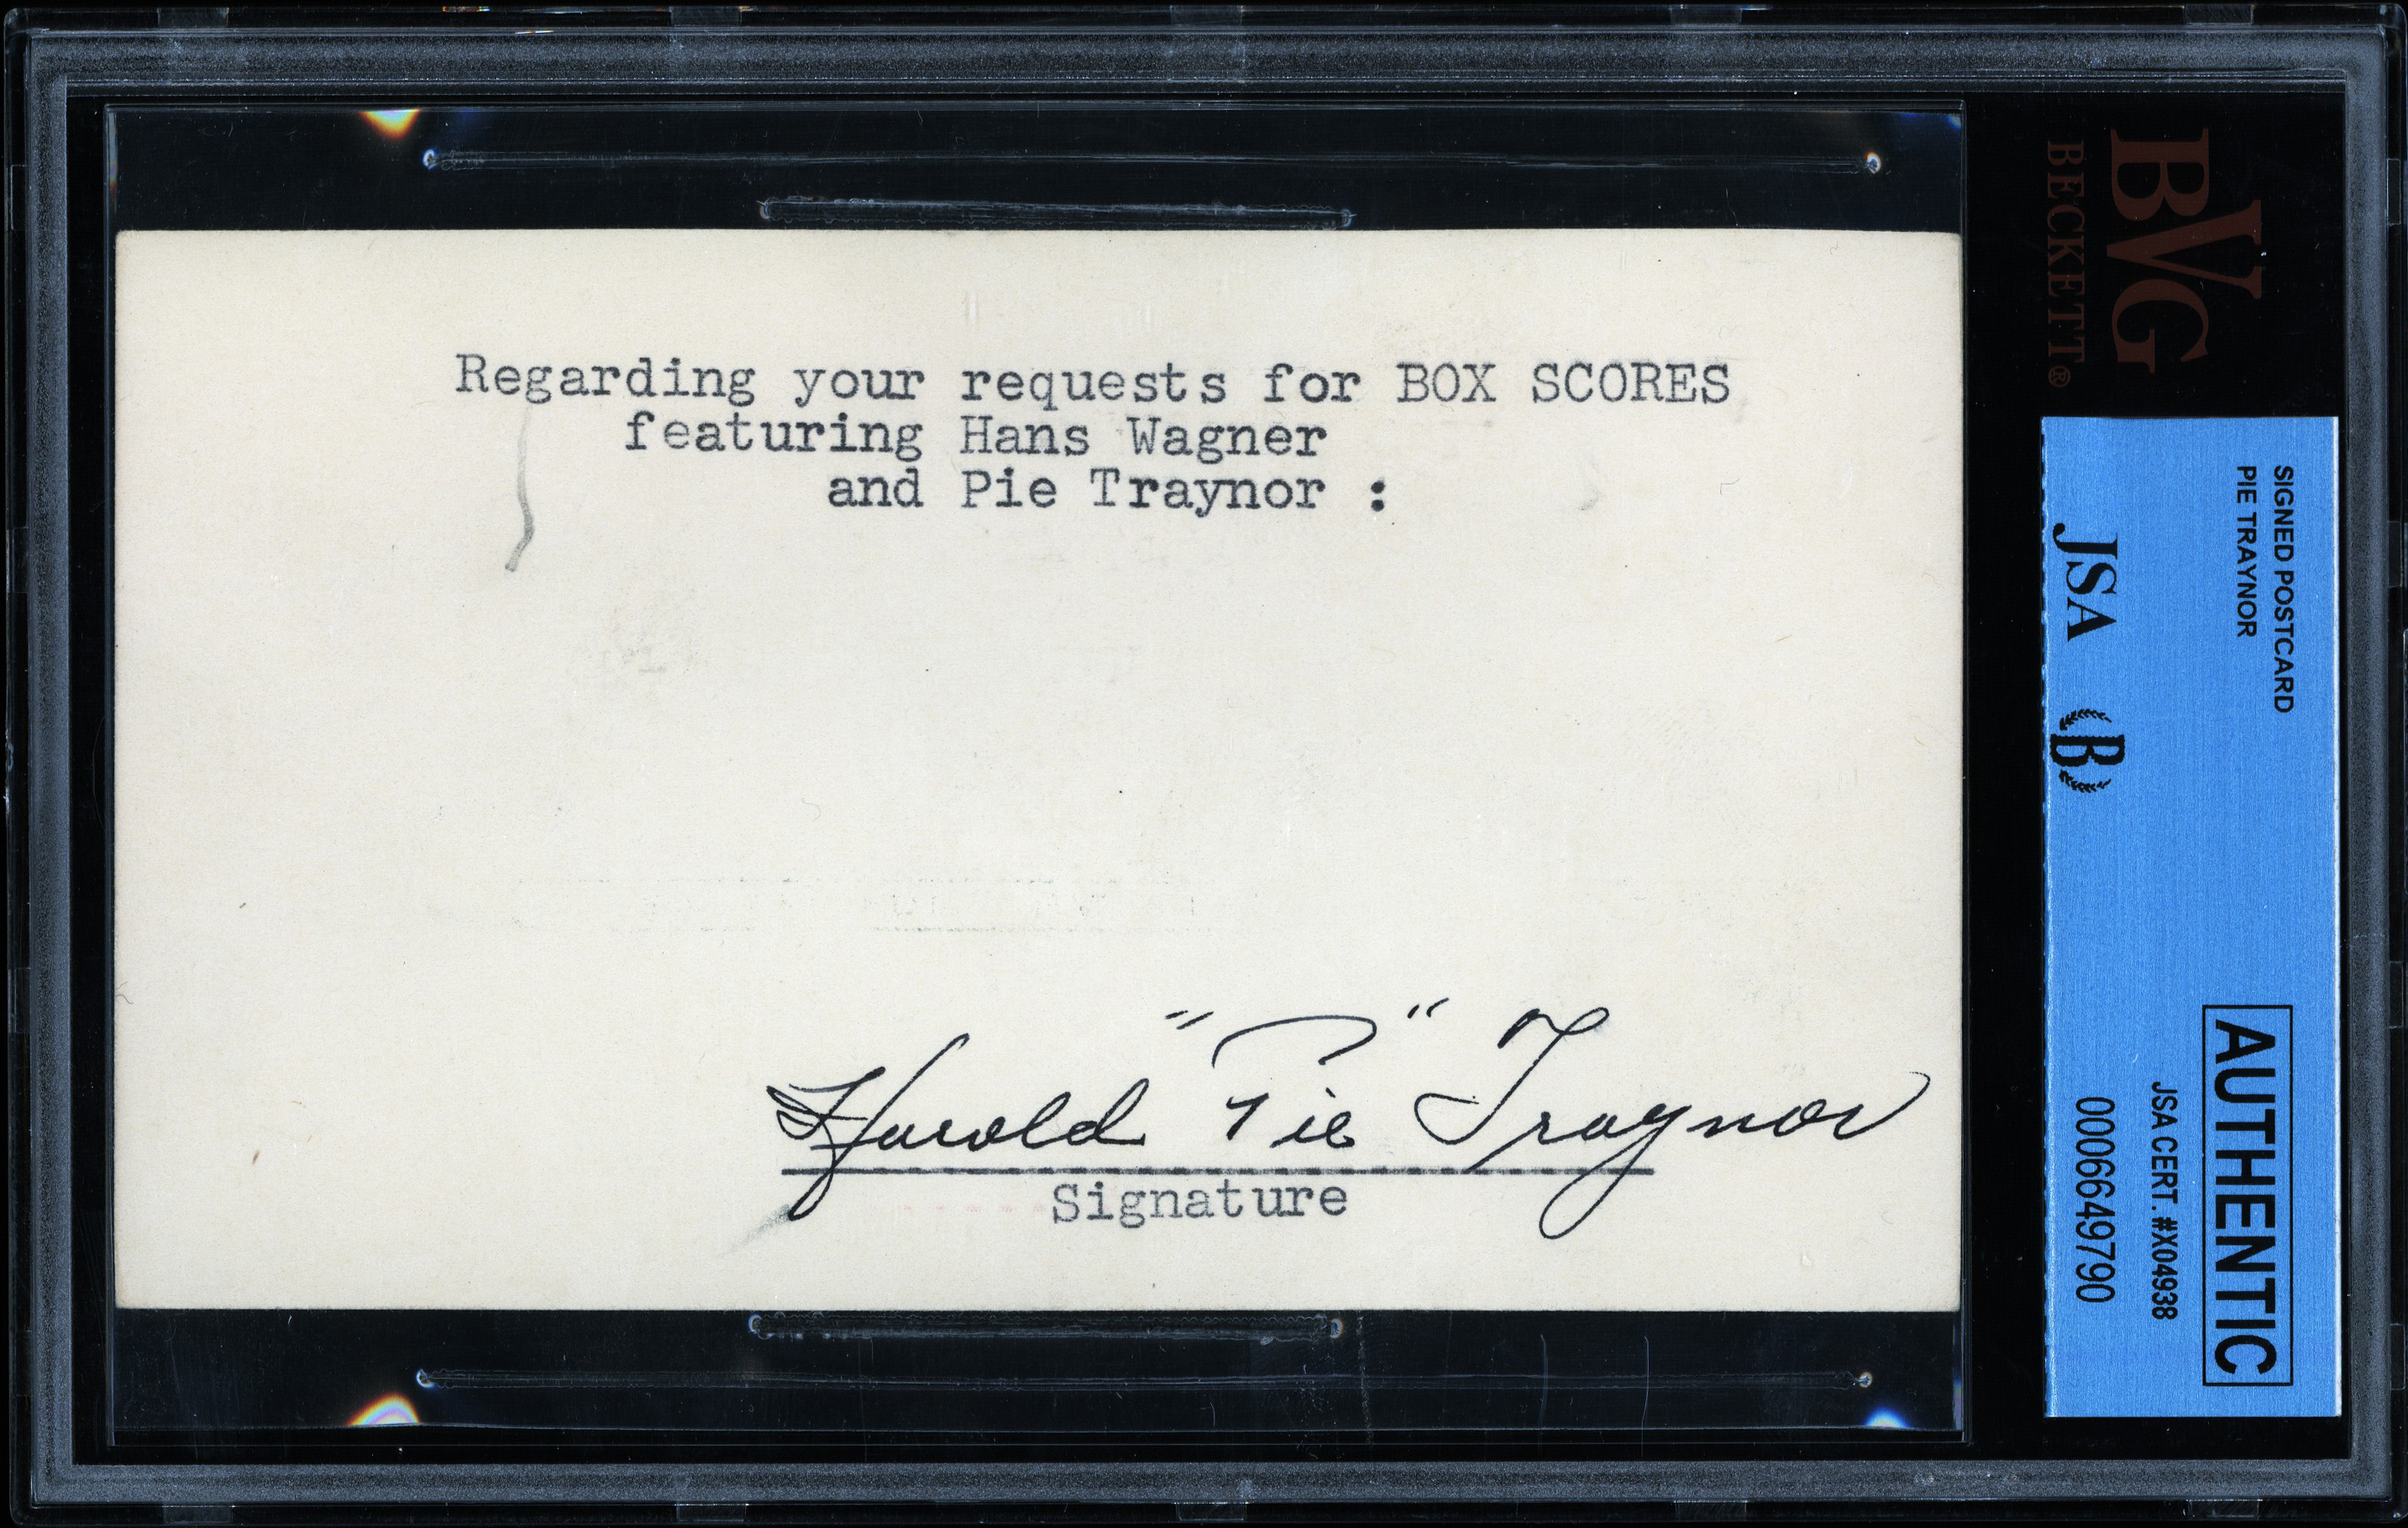 Regarding your requests for BOX SCORES
featuring Hans Wagner
and Pie Traynor :
Harold "Pie" Traynor
Signature
BVG
BECKETT®
SIGNED POSTCARD
PIE TRAYNOR
JSA B
AUTHENTIC
JSA CERT. #X04938
0006649790